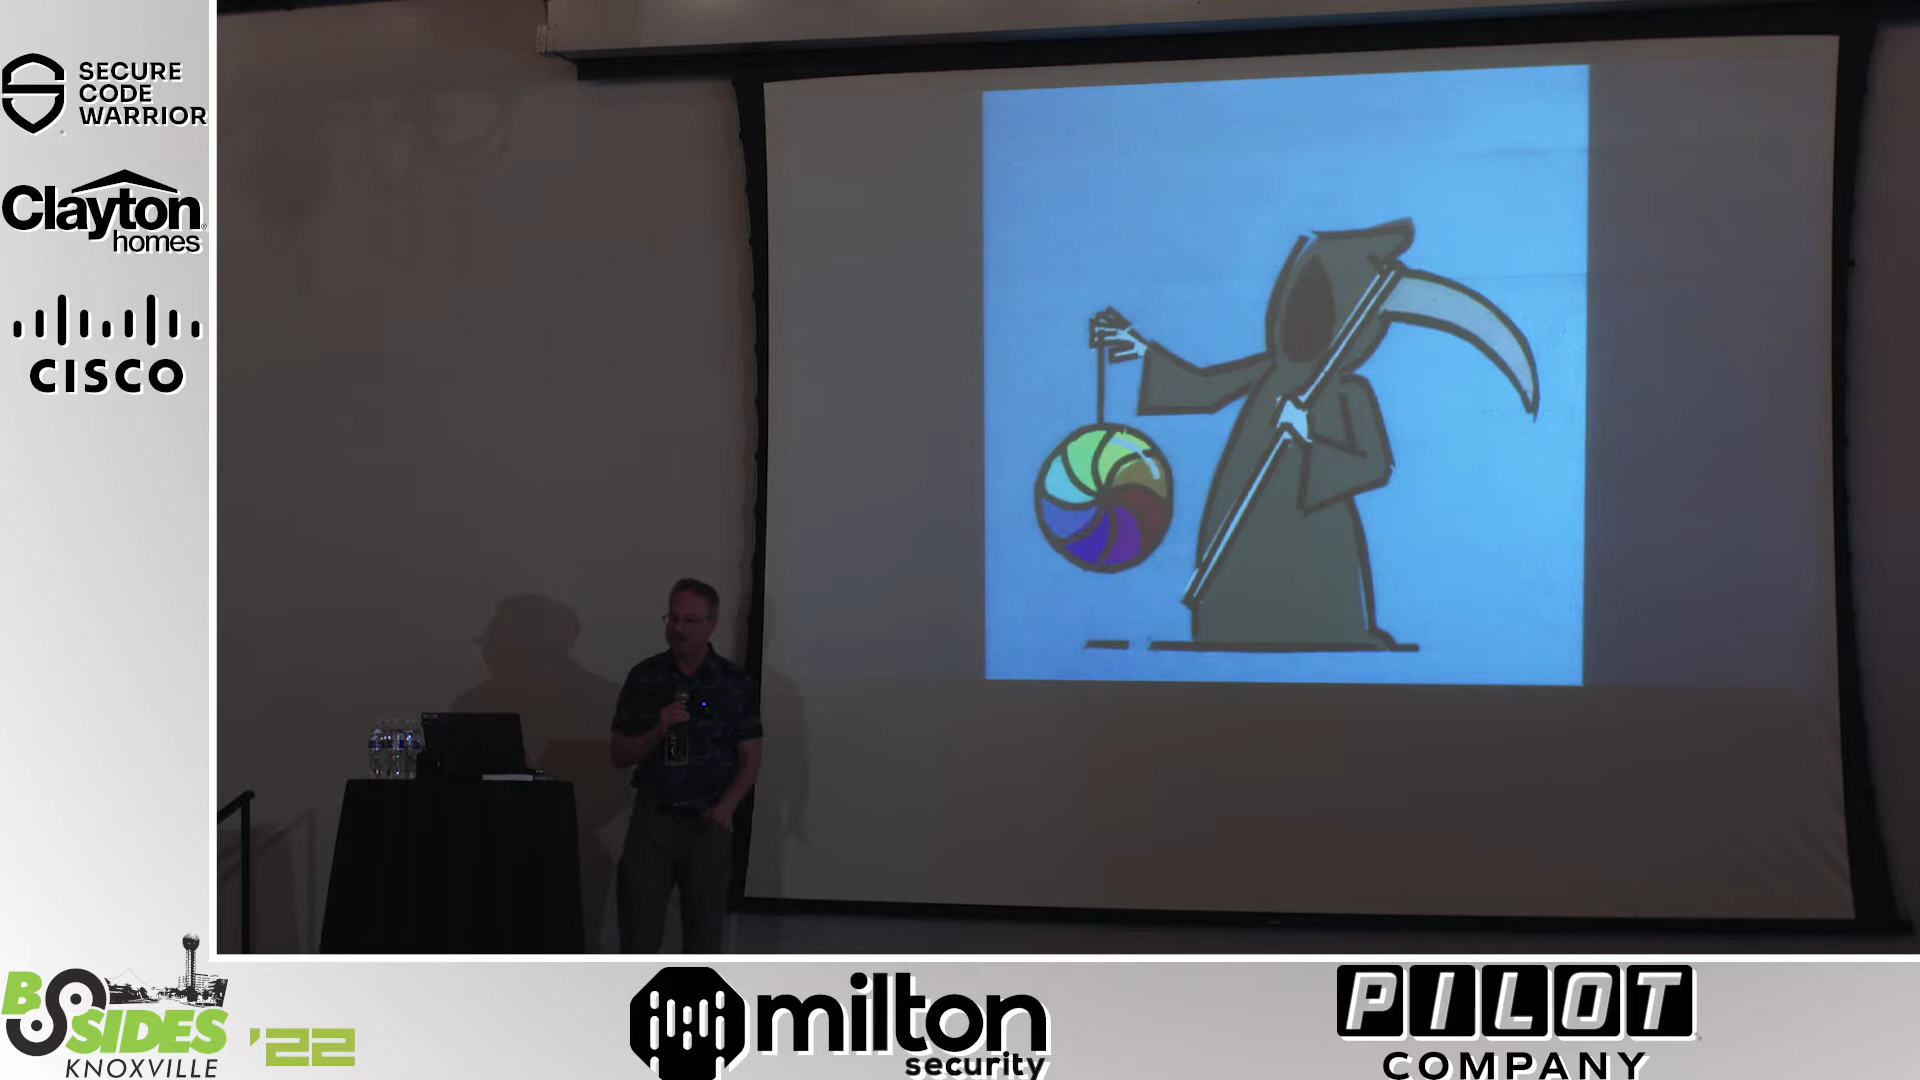 SECURE
CODE
WARRIOR
Clayton
homes
CISCO
BSIDES
KNOXVILLE
'22
milton
security
PILOT
COMPANY